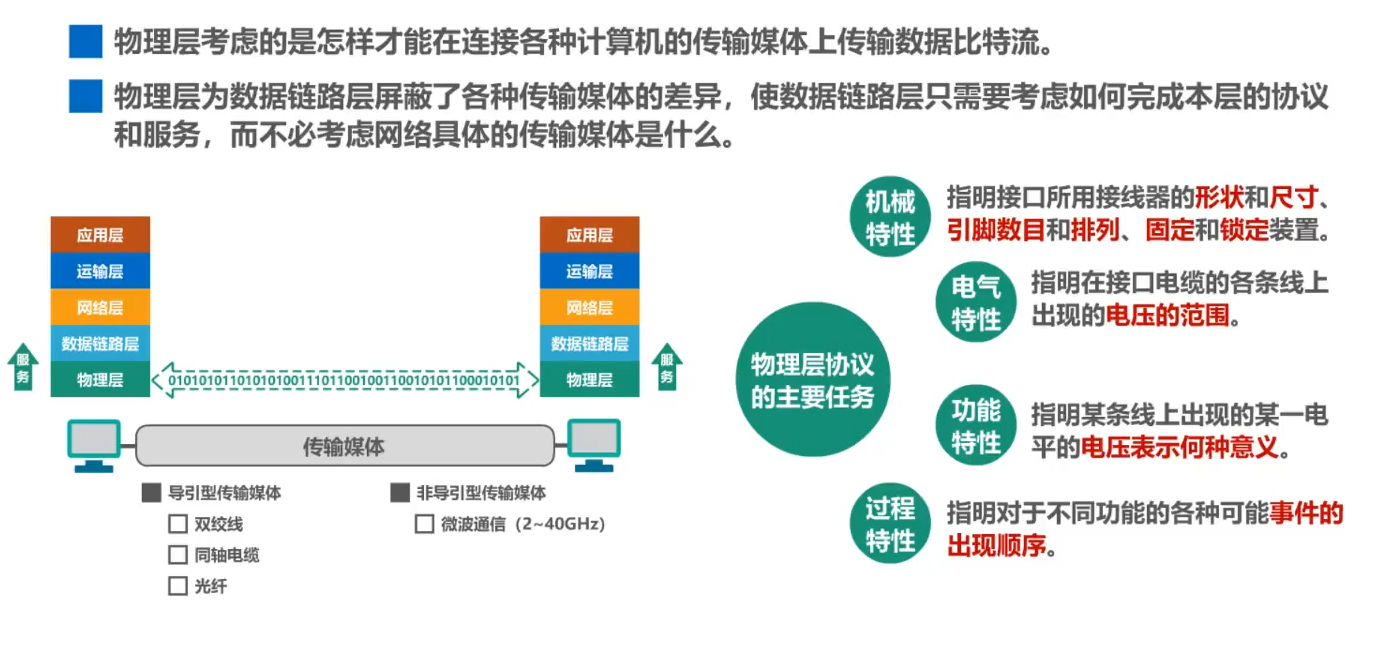 物理层考虑的是怎样才能在连接各种计算机的传输媒体上传输数据比特流。
物理层为数据链路层屏蔽了各种传输媒体的差异，使数据链路层只需要考虑如何完成本层的协议
和服务，而不必考虑网络具体的传输媒体是什么。
应用层
运输层
网络层
数据链路层
物理层
服务
0101010110101010011101100100110010101100010101
应用层
运输层
网络层
数据链路层
物理层
服务
传输媒体
导引型传输媒体
双绞线
同轴电缆
光纤
非导引型传输媒体
微波通信（2~40GHz）
物理层协议
的主要任务
机械
特性
指明接口所用接线器的形状和尺寸、
引脚数目和排列、固定和锁定装置。
电气
特性
指明在接口电缆的各条线上
出现的电压的范围。
功能
特性
指明某条线上出现的某一电
平的电压表示何种意义。
过程
特性
指明对于不同功能的各种可能事件的
出现顺序。